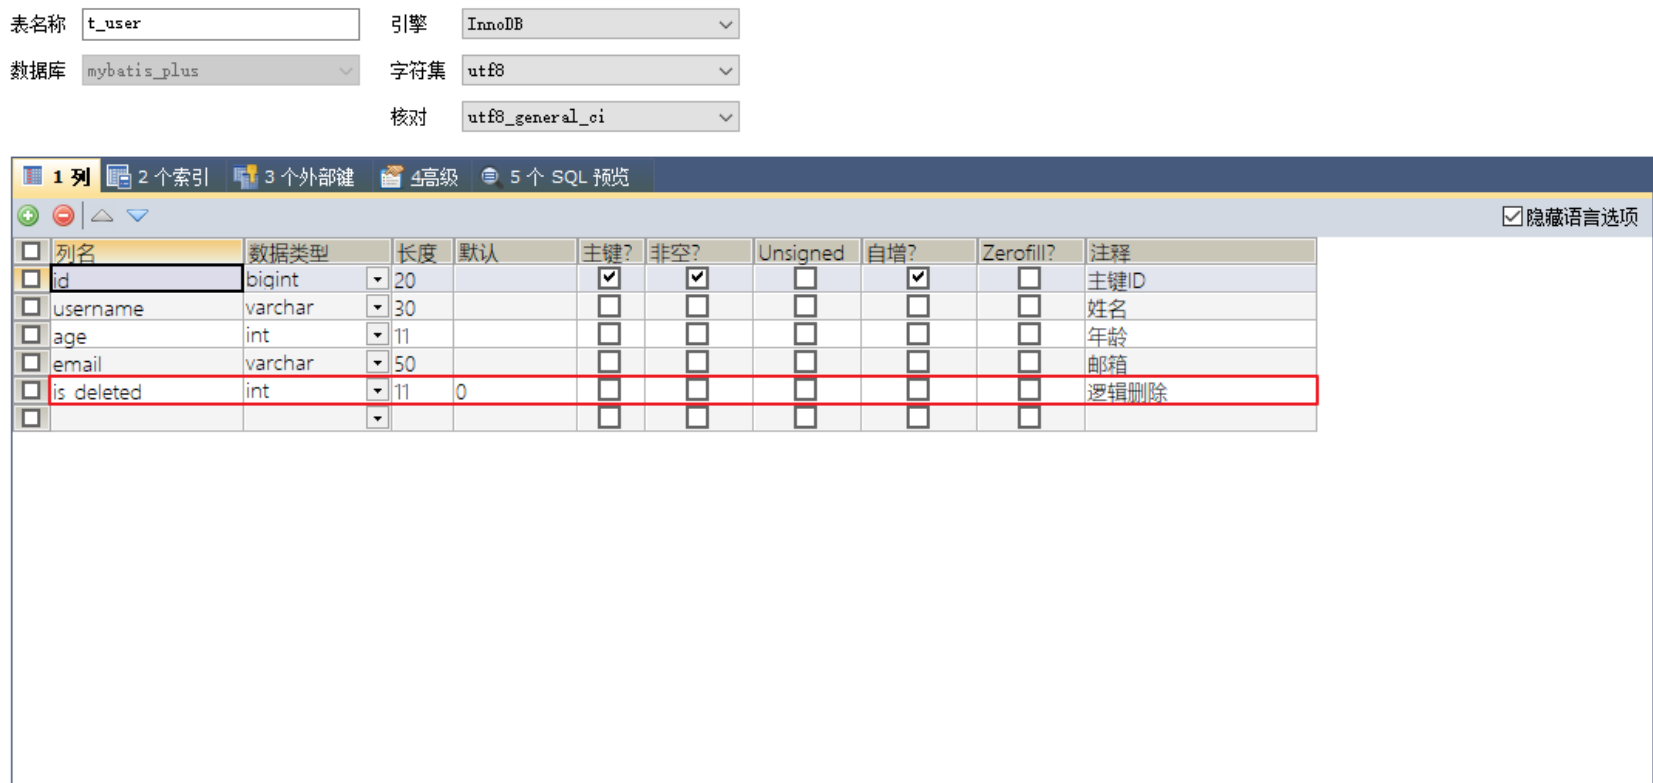 表名称 t_user 引擎 InnoDB
数据库 mybatis_plus 字符集 utf8
核对 utf8_general_ci
1 列 2 个索引 3 个外部键 4高级 5 个 SQL 预览
隐藏语言选项
列名 数据类型 长度 默认 主键? 非空? Unsigned 自增? Zerofill? 注释
id bigint 20 主键ID
username varchar 30 姓名
age int 11 年龄
email varchar 50 邮箱
is_deleted int 11 0 逻辑删除